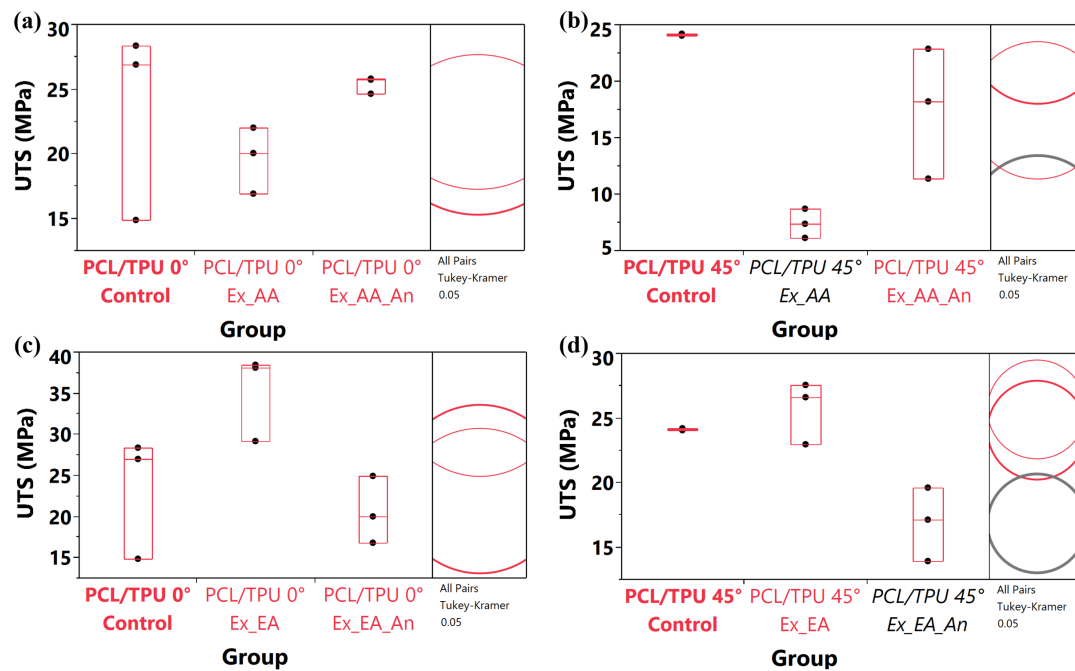 (a)
UTS (MPa)
30
25
20
15
PCL/TPU 0° PCL/TPU 0° PCL/TPU 0°
Control Ex_AA Ex_AA_An
Group
All Pairs
Tukey-Kramer
0.05
(b)
UTS (MPa)
25
20
15
10
5
PCL/TPU 45° PCL/TPU 45° PCL/TPU 45°
Control Ex_AA Ex_AA_An
Group
All Pairs
Tukey-Kramer
0.05
(c)
UTS (MPa)
40
35
30
25
20
15
PCL/TPU 0° PCL/TPU 0° PCL/TPU 0°
Control Ex_EA Ex_EA_An
Group
All Pairs
Tukey-Kramer
0.05
(d)
UTS (MPa)
30
25
20
15
PCL/TPU 45° PCL/TPU 45° PCL/TPU 45°
Control Ex_EA Ex_EA_An
Group
All Pairs
Tukey-Kramer
0.05